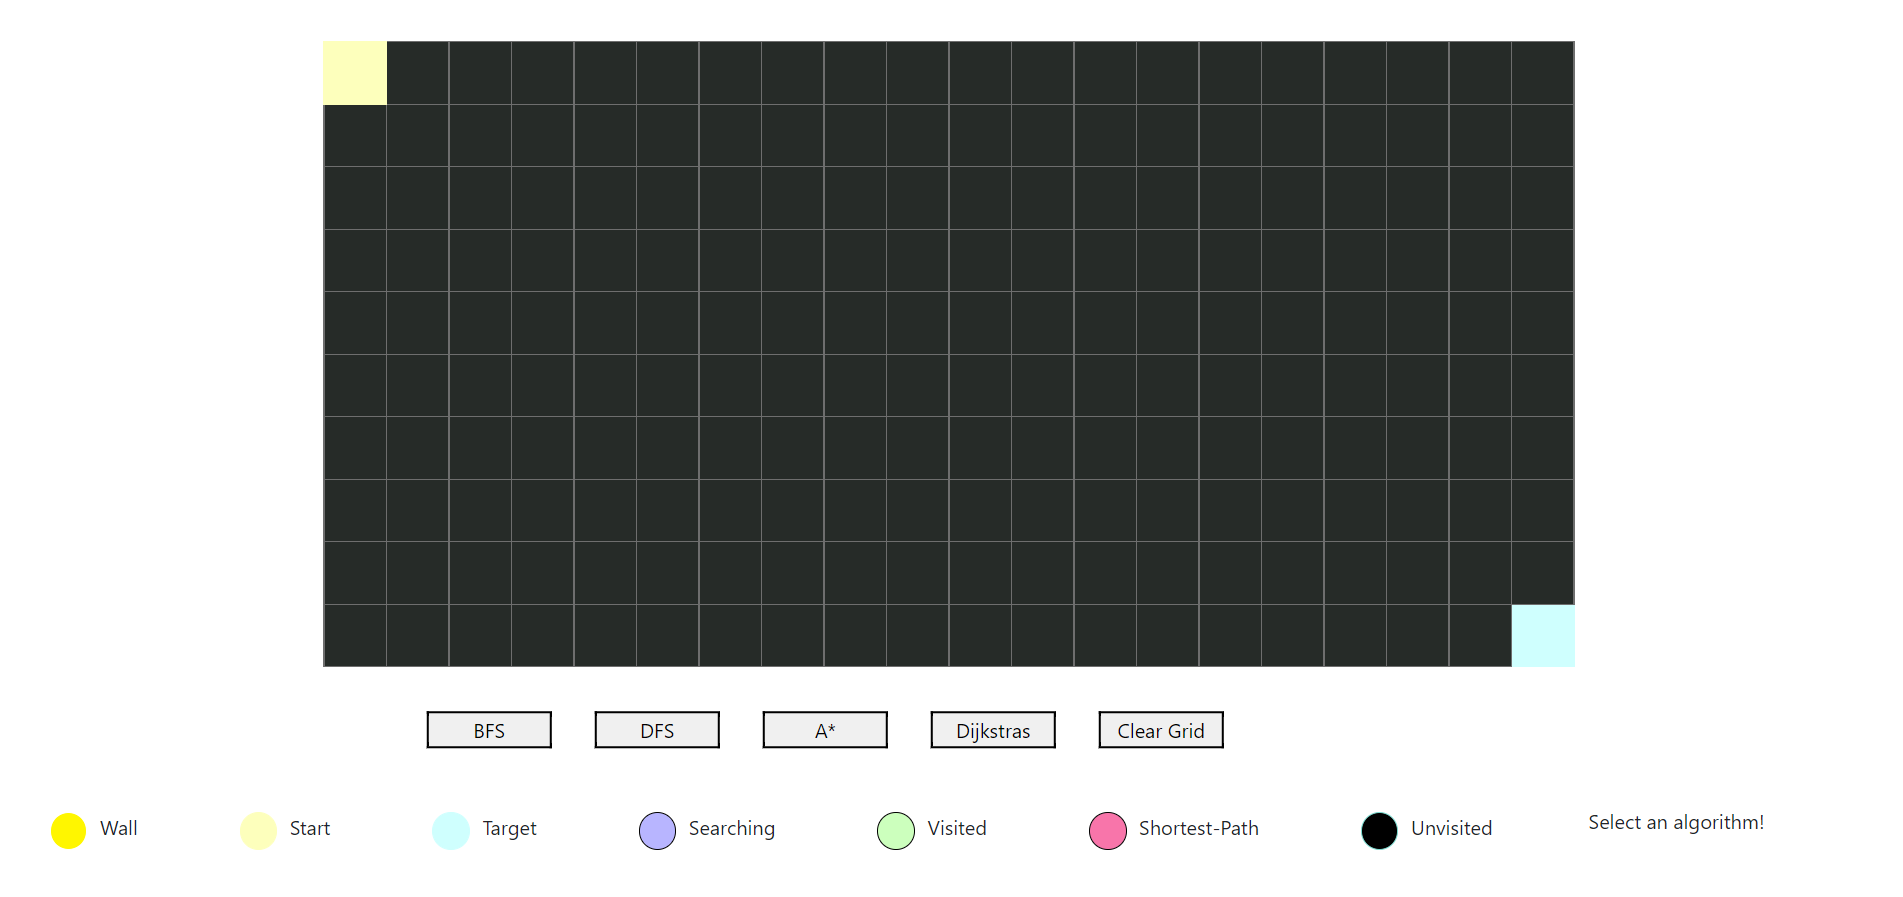 BFS
DFS
A*
Dijkstras
Clear Grid
Wall
Start
Target
Searching
Visited
Shortest-Path
Unvisited
Select an algorithm!